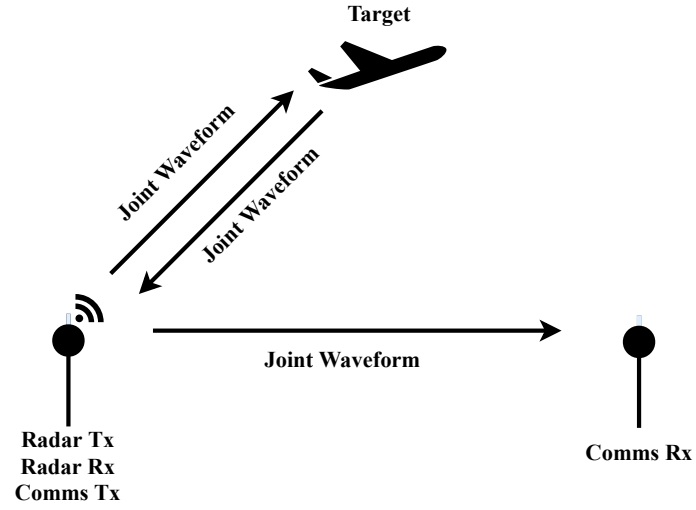 Target
Joint Waveform
Joint Waveform
Joint Waveform
Radar Tx
Radar Rx
Comms Tx
Comms Rx